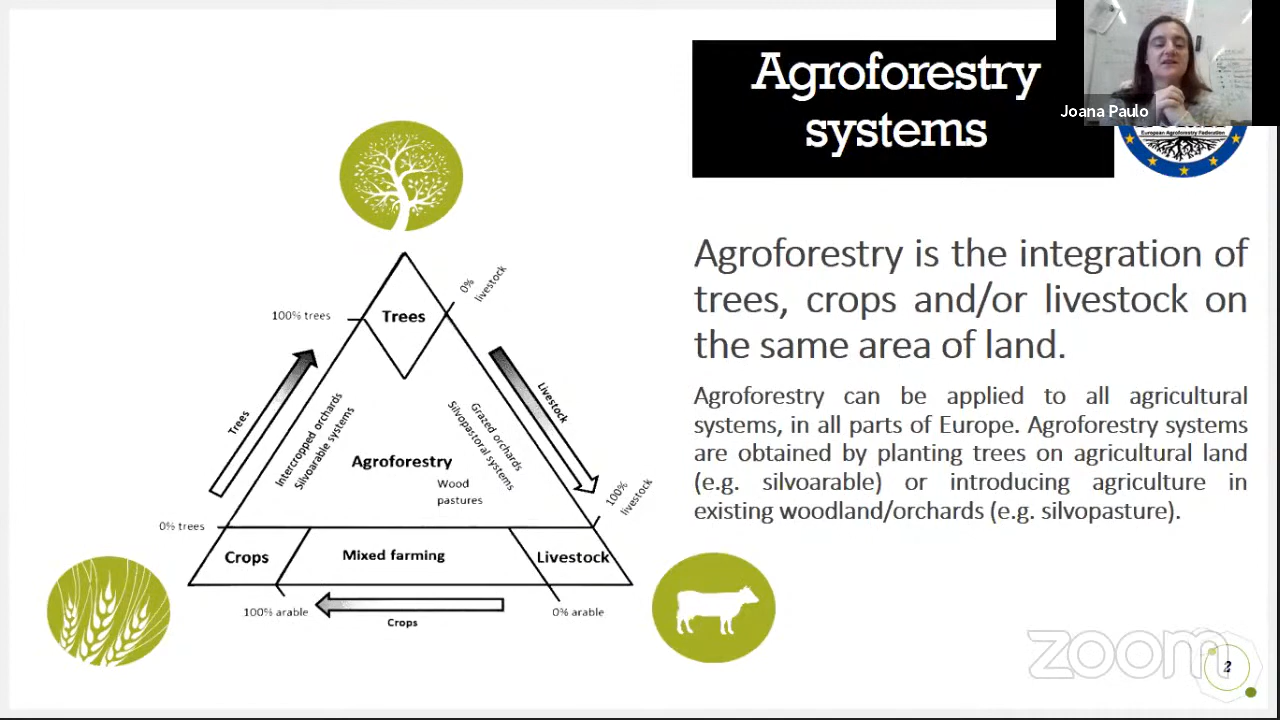 Agroforestry
systems
Joana Paulo
European Agroforestry Federation
Agroforestry is the integration of
trees, crops and/or livestock on
the same area of land.
Agroforestry can be applied to all agricultural
systems, in all parts of Europe. Agroforestry systems
are obtained by planting trees on agricultural land
(e.g. silvoarable) or introducing agriculture in
existing woodland/orchards (e.g. silvopasture).
0%
livestock
100% trees
Trees
Trees
Livestock
Intercropped orchards
Silvoarable systems
Grazed orchards
Silvopastoral systems
Agroforestry
Wood
pastures
100%
livestock
0% trees
Crops
Mixed farming
Livestock
100% arable
0% arable
Crops
zoom
2